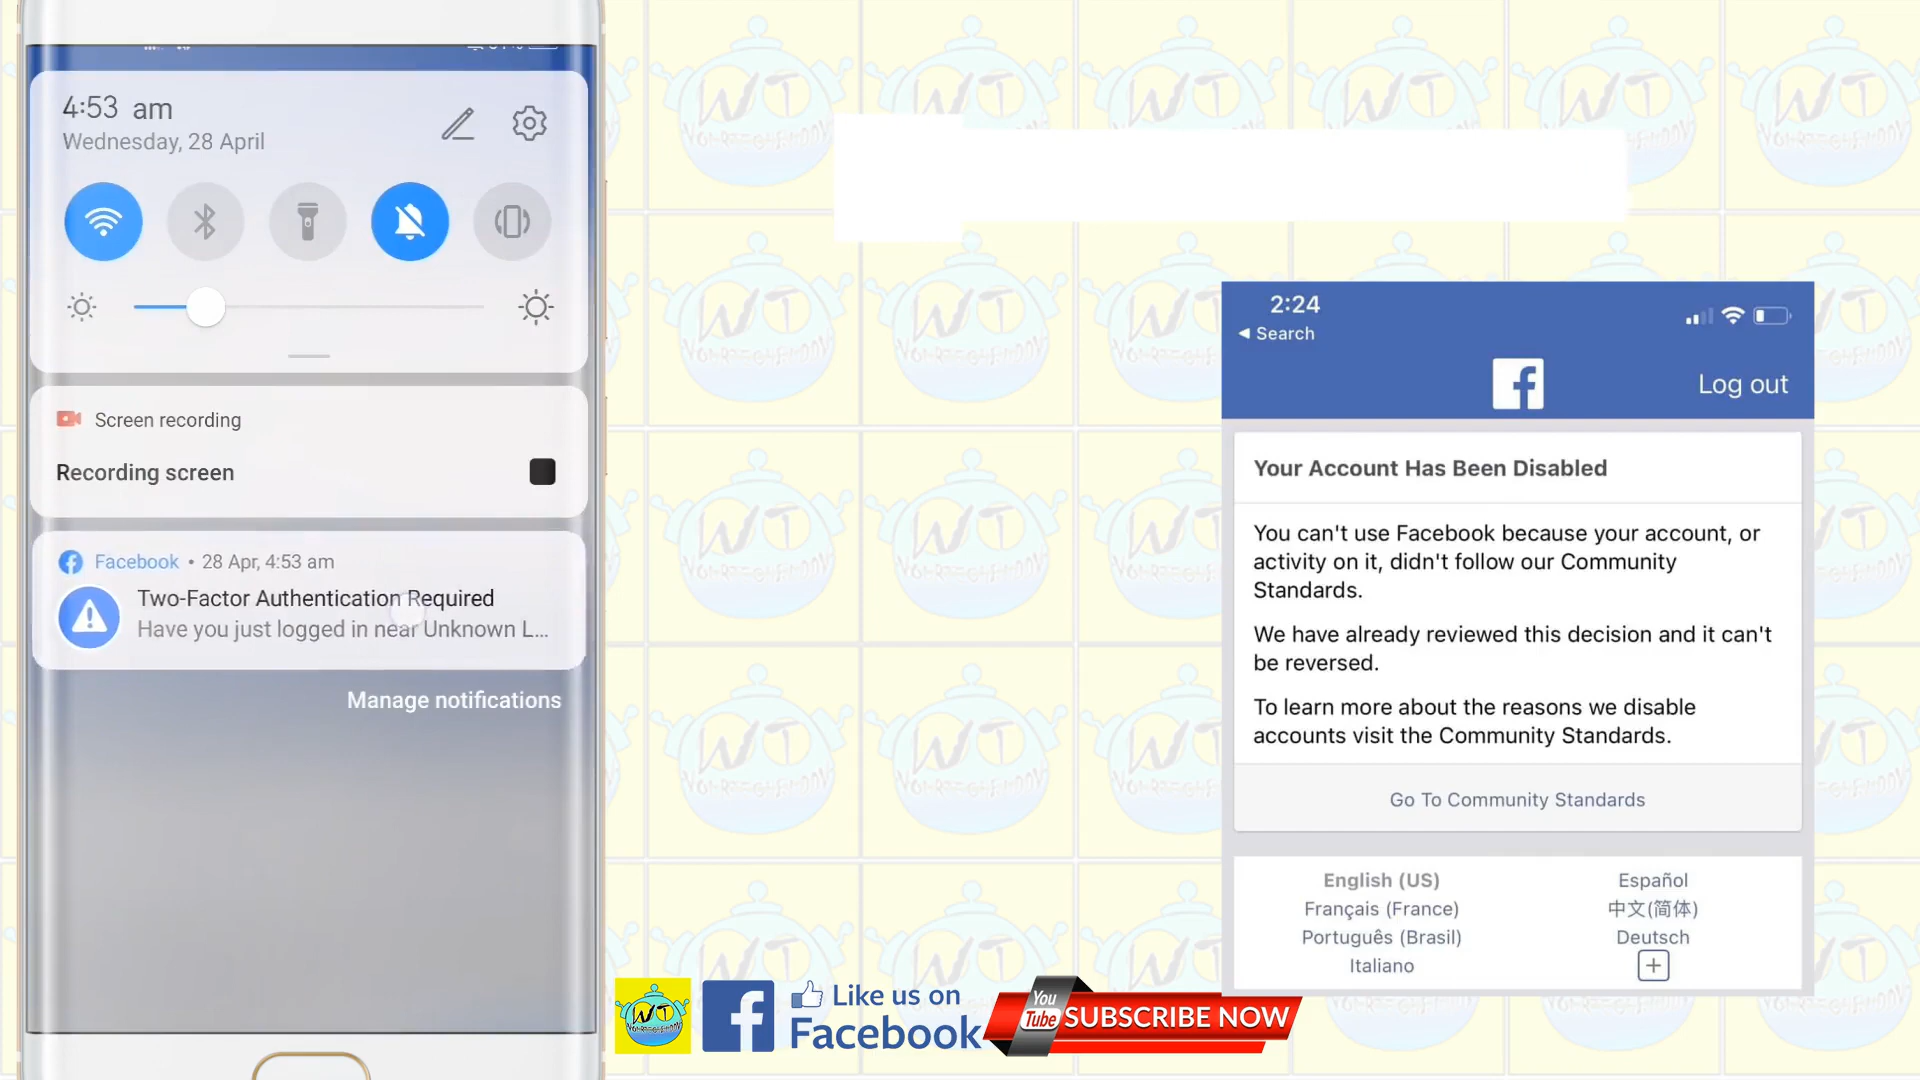 4:53 am
Wednesday, 28 April
Screen recording
Recording screen
Facebook • 28 Apr, 4:53 am
Two-Factor Authentication Required
Have you just logged in near Unknown L...
Manage notifications
2:24
◀ Search
Log out
Your Account Has Been Disabled
You can't use Facebook because your account, or
activity on it, didn't follow our Community
Standards.
We have already reviewed this decision and it can't
be reversed.
To learn more about the reasons we disable
accounts visit the Community Standards.
Go To Community Standards
English (US)
Español
Français (France)
中文(简体)
Português (Brasil)
Deutsch
Italiano
Like us on
Facebook
You
Tube
SUBSCRIBE NOW